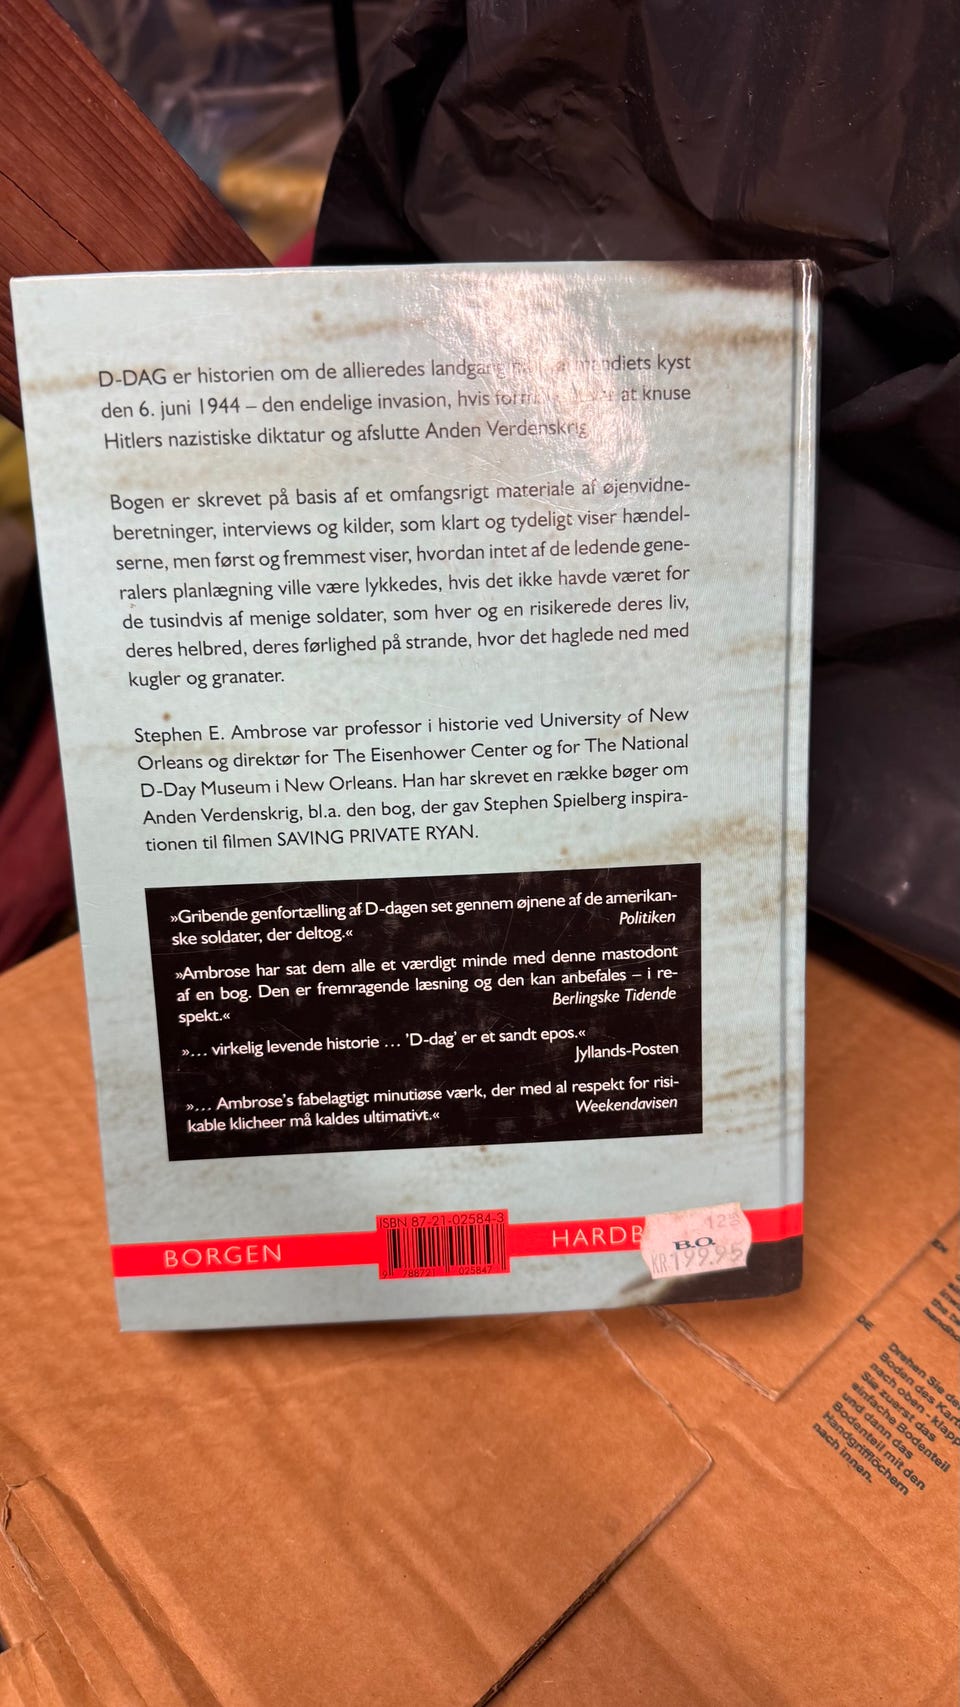 D-DAG er historien om de allieredes landgang kyst
den 6. juni 1944 – den endelige invasion, hvis at knuse
Hitlers nazistiske diktatur og afslutte Anden Verdenskrig
Bogen er skrevet på basis af et omfangsrigt materiale af øjenvidne-
beretninger, interviews og kilder, som klart og tydeligt viser hændel-
serne, men først og fremmest viser, hvordan intet af de ledende gene-
ralers planlægning ville være lykkedes, hvis det ikke havde været for
de tusindvis af menige soldater, som hver og en risikerede deres liv,
deres helbred, deres førlighed på strande, hvor det haglede ned med
kugler og granater.
Stephen E. Ambrose var professor i historie ved University of New
Orleans og direktør for The Eisenhower Center og for The National
D-Day Museum i New Orleans. Han har skrevet en række bøger om
Anden Verdenskrig, bl.a. den bog, der gav Stephen Spielberg inspira-
tionen til filmen SAVING PRIVATE RYAN.
»Gribende genfortælling af D-dagen set gennem øjnene af de amerikan-
ske soldater, der deltog.«
Politiken
»Ambrose har sat dem alle et værdigt minde med denne mastodont
af en bog. Den er fremragende læsning og den kan anbefales – i re-
spekt.«
Berlingske Tidende
»... virkelig levende historie ... 'D-dag' er et sandt epos.«
Jyllands-Posten
»... Ambrose's fabelagtigt minutiøse værk, der med al respekt for risi-
kable klicheer må kaldes ultimativt.«
Weekendavisen
ISBN 87-21-02584-3
9 788721 025847
BORGEN
HARDB
B.O.
KR.199.95
DE
Drehen Sie
Boden des
nach oben - klapp
Sie zuerst das
einfache Bodenteil
und dann das
Bodenteil mit den
Handgrifflöchern
nach innen.